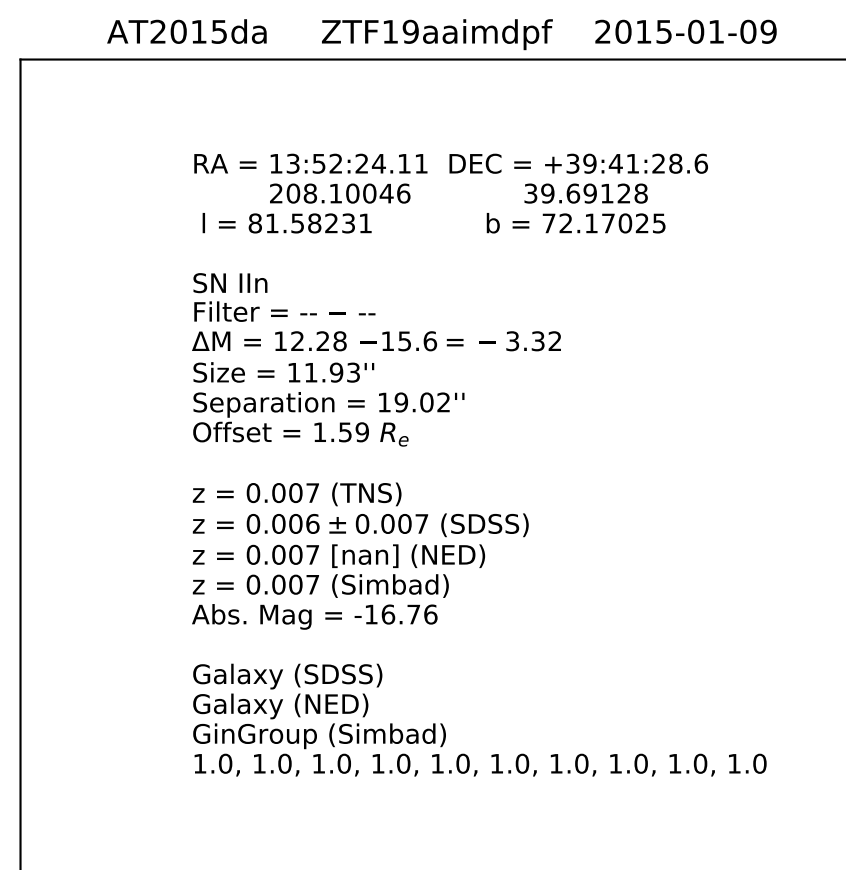 AT2015da ZTF19aaimdpf 2015-01-09
RA = 13:52:24.11 DEC = +39:41:28.6
208.10046 39.69128
l = 81.58231 b = 72.17025
SN IIn
Filter = -- − --
ΔM = 12.28 −15.6 = − 3.32
Size = 11.93''
Separation = 19.02''
Offset = 1.59 Rₑ
z = 0.007 (TNS)
z = 0.006 ± 0.007 (SDSS)
z = 0.007 [nan] (NED)
z = 0.007 (Simbad)
Abs. Mag = -16.76
Galaxy (SDSS)
Galaxy (NED)
GinGroup (Simbad)
1.0, 1.0, 1.0, 1.0, 1.0, 1.0, 1.0, 1.0, 1.0, 1.0